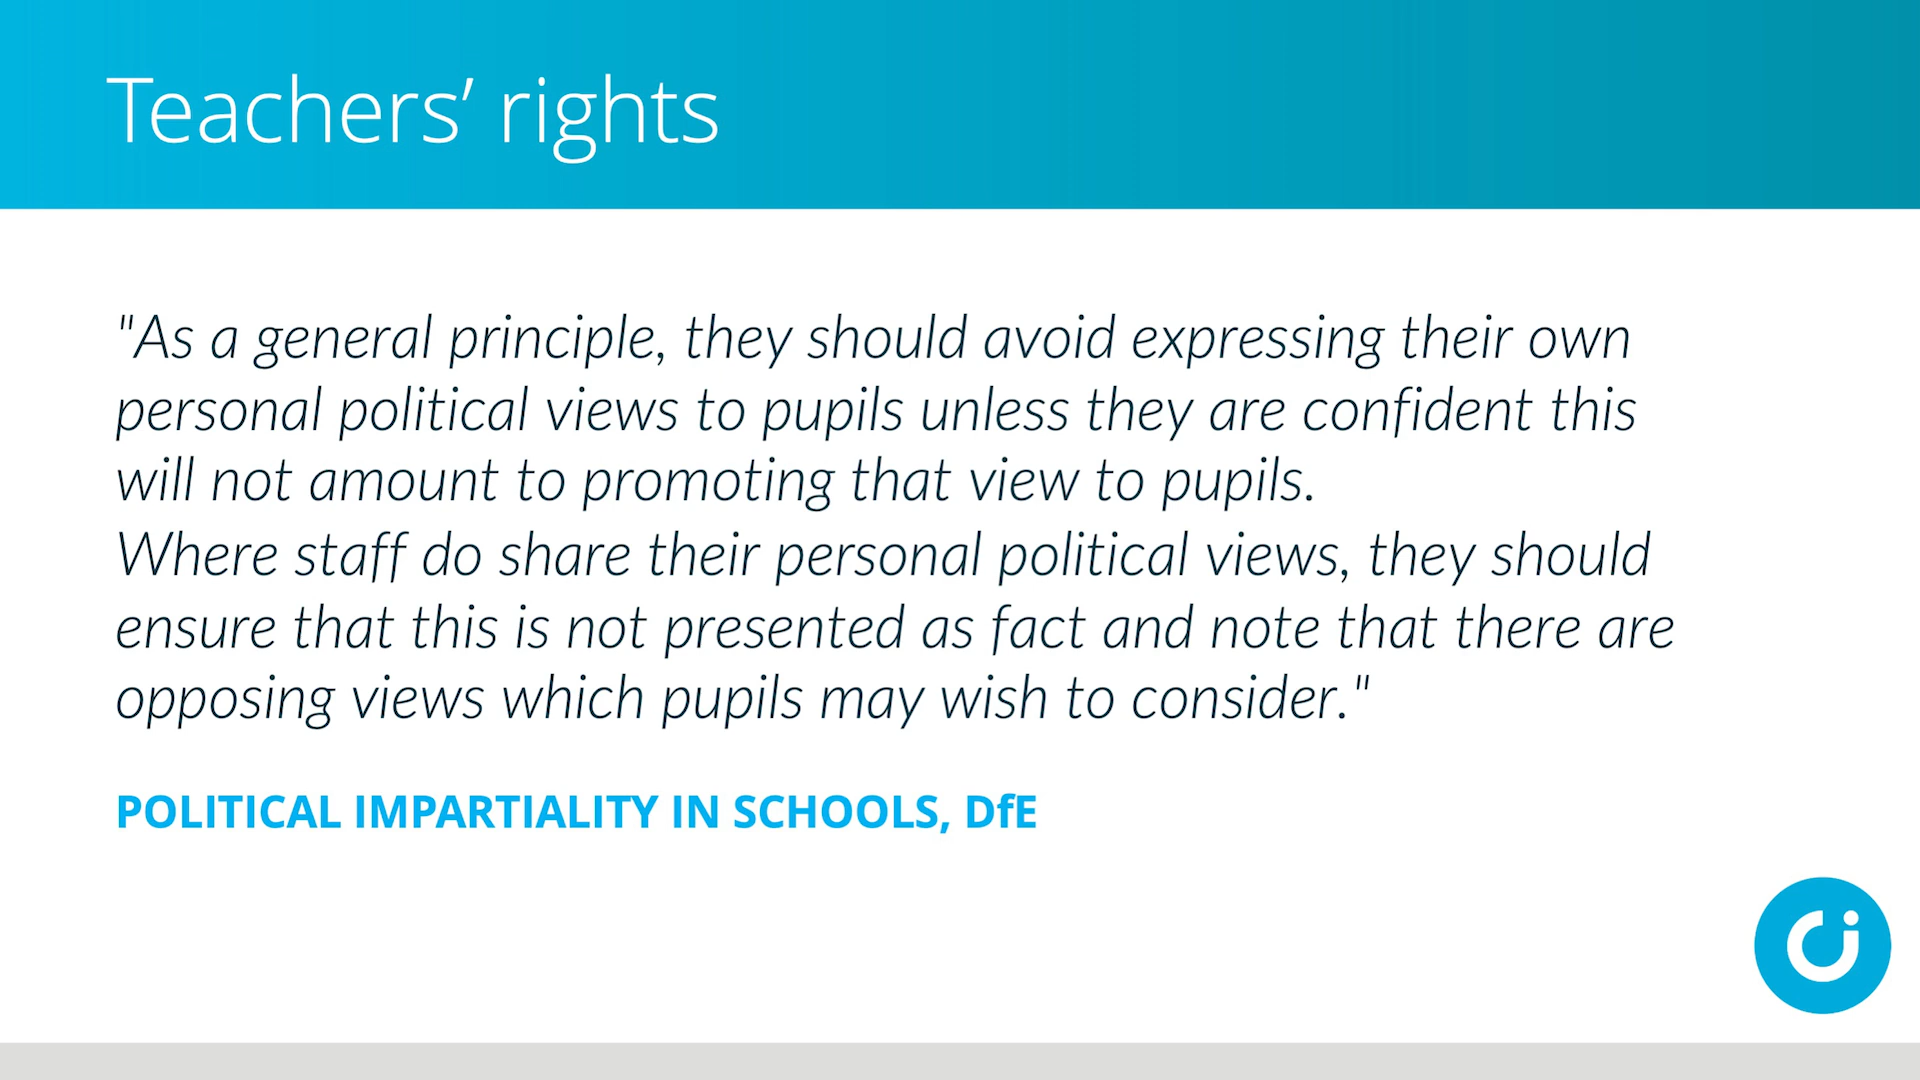 Teachers’ rights
"As a general principle, they should avoid expressing their own
personal political views to pupils unless they are confident this
will not amount to promoting that view to pupils.
Where staff do share their personal political views, they should
ensure that this is not presented as fact and note that there are
opposing views which pupils may wish to consider."
POLITICAL IMPARTIALITY IN SCHOOLS, DfE